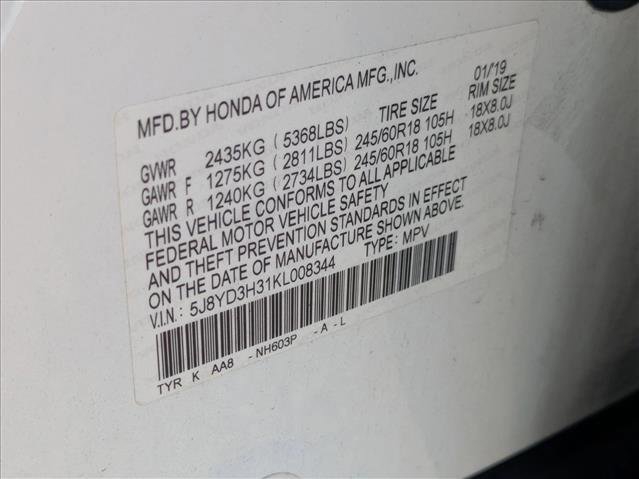 MFD.BY HONDA OF AMERICA MFG.,INC. 01/19
TIRE SIZE RIM SIZE
GVWR 2435KG ( 5368LBS)
GAWR F 1275KG ( 2811LBS) 245/60R18 105H 18X8.0J
GAWR R 1240KG ( 2734LBS) 245/60R18 105H 18X8.0J
THIS VEHICLE CONFORMS TO ALL APPLICABLE
FEDERAL MOTOR VEHICLE SAFETY
AND THEFT PREVENTION STANDARDS IN EFFECT
ON THE DATE OF MANUFACTURE SHOWN ABOVE.
V.I.N.: 5J8YD3H31KL008344 TYPE: MPV
TYR K AA8 -NH603P -A -L